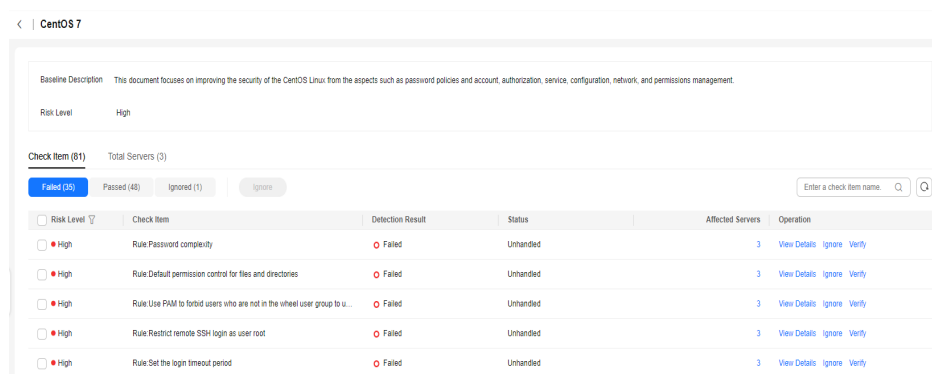 CentOS 7
Baseline Description This document focuses on improving the security of the CentOS Linux from the aspects such as password policies and account, authorization, service, configuration, network, and permissions management.
Risk Level High
Check Item (81) Total Servers (3)
Failed (35) Passed (48) Ignored (1) Ignore Enter a check item name.
Risk Level Check Item Detection Result Status Affected Servers Operation
High Rule:Password complexity Failed Unhandled 3 View Details Ignore Verify
High Rule:Default permission control for files and directories Failed Unhandled 3 View Details Ignore Verify
High Rule:Use PAM to forbid users who are not in the wheel user group to u... Failed Unhandled 3 View Details Ignore Verify
High Rule:Restrict remote SSH login as user root Failed Unhandled 3 View Details Ignore Verify
High Rule:Set the login timeout period Failed Unhandled 3 View Details Ignore Verify